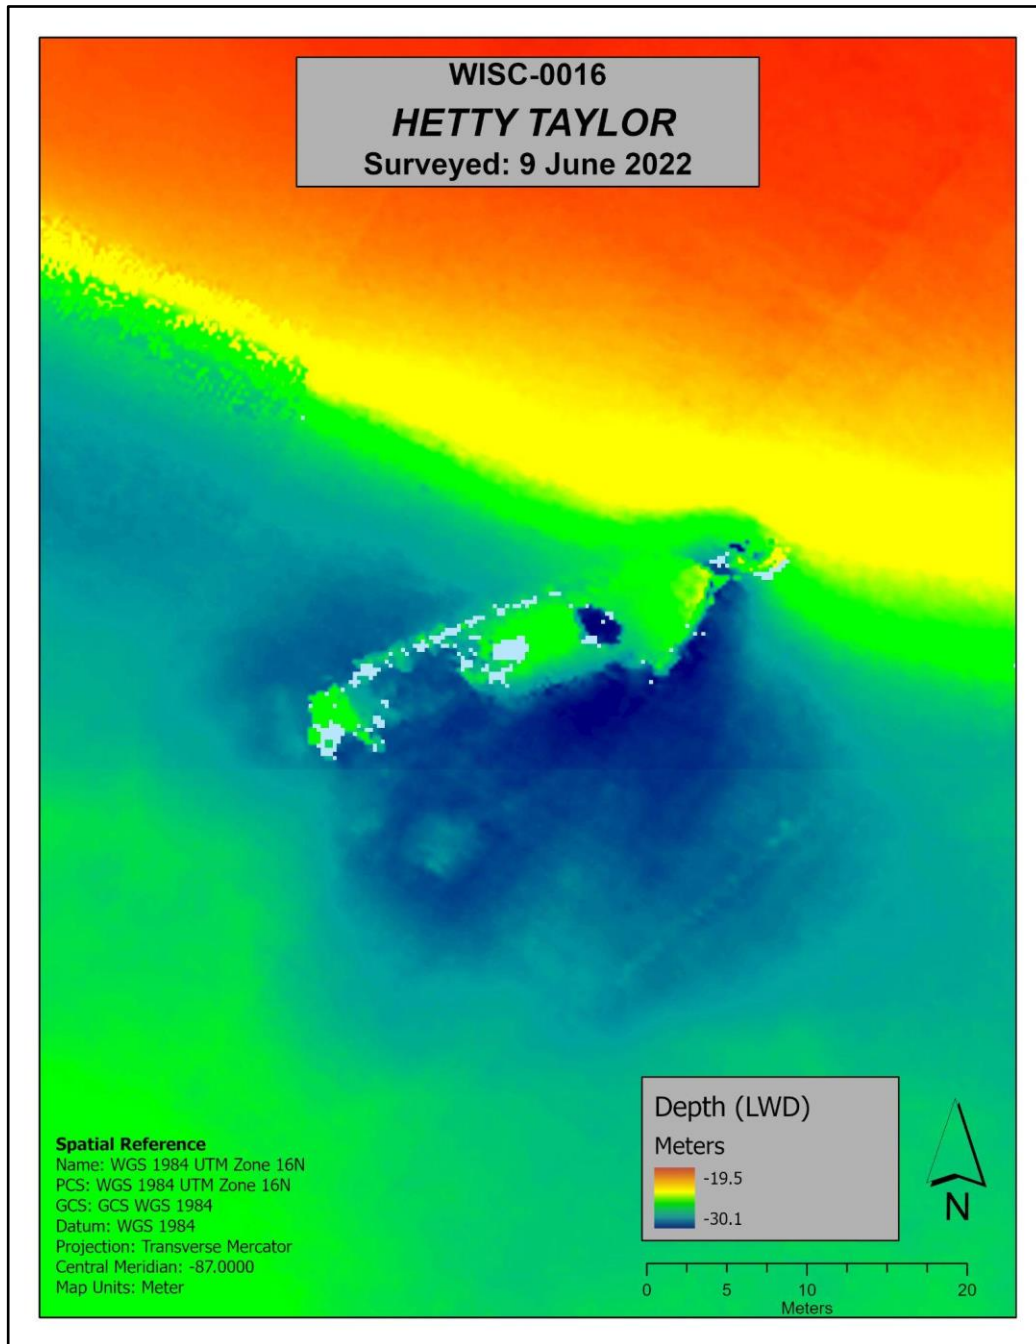 WISC-0016
HETTY TAYLOR
Surveyed: 9 June 2022
Spatial Reference
Name: WGS 1984 UTM Zone 16N
PCS: WGS 1984 UTM Zone 16N
GCS: GCS WGS 1984
Datum: WGS 1984
Projection: Transverse Mercator
Central Meridian: -87.0000
Map Units: Meter
Depth (LWD)
Meters
-19.5
-30.1
N
0 5 10 20
Meters